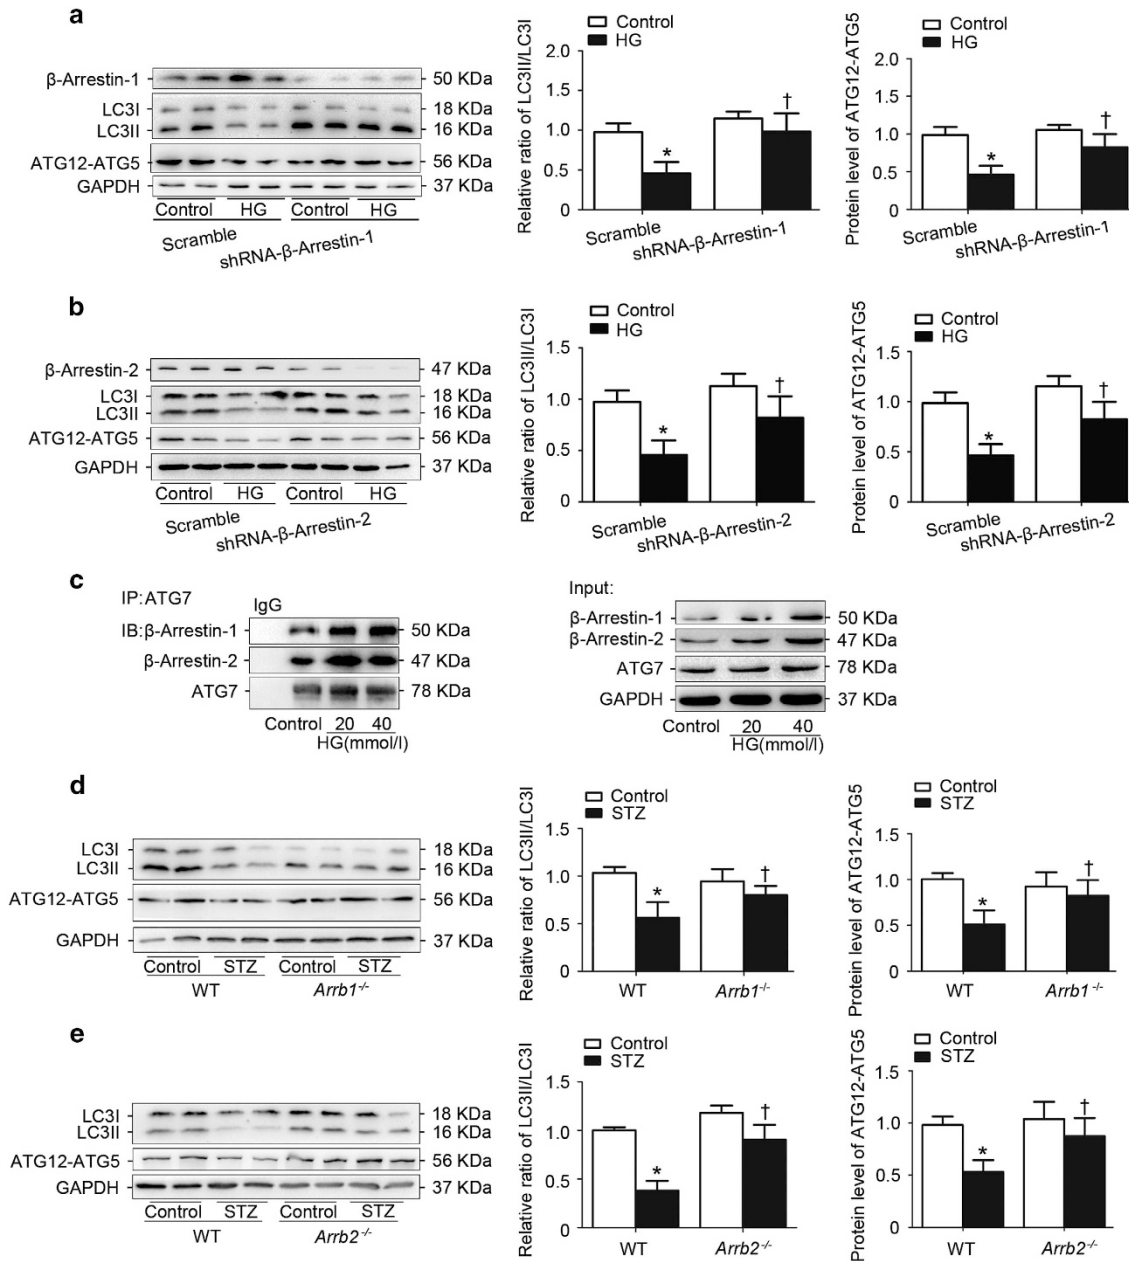 a
β-Arrestin-1
50 KDa
LC3I
18 KDa
LC3II
16 KDa
ATG12-ATG5
56 KDa
GAPDH
37 KDa
Control HG Control HG
Scramble
shRNA-β-Arrestin-1
Control
HG
Relative ratio of LC3II/LC3I
2.0
1.5
1.0
0.5
0
*
†
Scramble
shRNA-β-Arrestin-1
Control
HG
Protein level of ATG12-ATG5
2.0
1.5
1.0
0.5
0
*
†
Scramble
shRNA-β-Arrestin-1
b
β-Arrestin-2
47 KDa
LC3I
18 KDa
LC3II
16 KDa
ATG12-ATG5
56 KDa
GAPDH
37 KDa
Control HG Control HG
Scramble
shRNA-β-Arrestin-2
Control
HG
Relative ratio of LC3II/LC3I
1.5
1.0
0.5
0
*
†
Scramble
shRNA-β-Arrestin-2
Control
HG
Protein level of ATG12-ATG5
1.5
1.0
0.5
0
*
†
Scramble
shRNA-β-Arrestin-2
c
IP:ATG7
IgG
IB:β-Arrestin-1
50 KDa
β-Arrestin-2
47 KDa
ATG7
78 KDa
Control 20 40
HG(mmol/l)
Input:
β-Arrestin-1
50 KDa
β-Arrestin-2
47 KDa
ATG7
78 KDa
GAPDH
37 KDa
Control 20 40
HG(mmol/l)
d
LC3I
18 KDa
LC3II
16 KDa
ATG12-ATG5
56 KDa
GAPDH
37 KDa
Control STZ Control STZ
WT Arrb1-/-
Control
STZ
Relative ratio of LC3II/LC3I
1.5
1.0
0.5
0
*
†
WT Arrb1-/-
Control
STZ
Protein level of ATG12-ATG5
1.5
1.0
0.5
0
*
†
WT Arrb1-/-
e
LC3I
18 KDa
LC3II
16 KDa
ATG12-ATG5
56 KDa
GAPDH
37 KDa
Control STZ Control STZ
WT Arrb2-/-
Control
STZ
Relative ratio of LC3II/LC3I
1.5
1.0
0.5
0
*
†
WT Arrb2-/-
Control
STZ
Protein level of ATG12-ATG5
1.5
1.0
0.5
0
*
†
WT Arrb2-/-